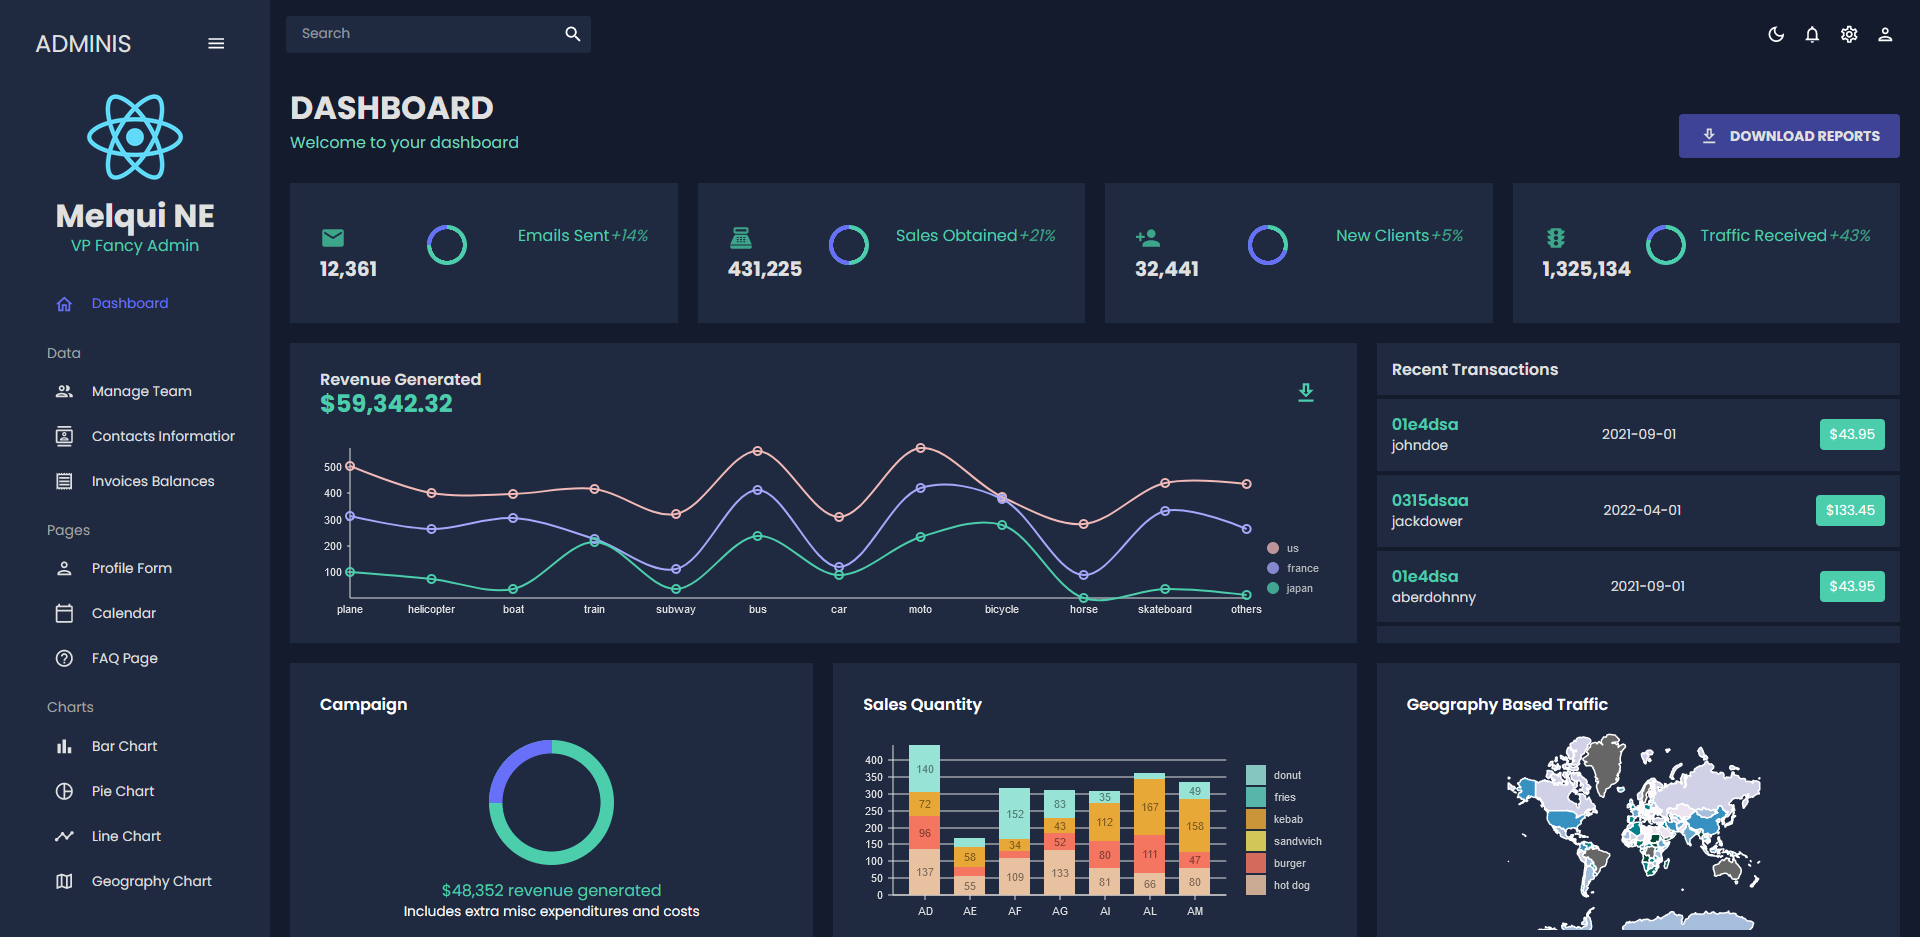 ADMINIS
Search
Melqui NE
VP Fancy Admin
Dashboard
Data
Manage Team
Contacts Informatior
Invoices Balances
Pages
Profile Form
Calendar
FAQ Page
Charts
Bar Chart
Pie Chart
Line Chart
Geography Chart
DASHBOARD
Welcome to your dashboard
DOWNLOAD REPORTS
12,361
Emails Sent +14%
431,225
Sales Obtained +21%
32,441
New Clients +5%
1,325,134
Traffic Received +43%
Revenue Generated
$59,342.32
500
400
300
200
100
plane helicopter boat train subway bus car moto bicycle horse skateboard others
us
france
japan
Recent Transactions
01e4dsa
johndoe
2021-09-01
$43.95
0315dsaa
jackdower
2022-04-01
$133.45
01e4dsa
aberdohnny
2021-09-01
$43.95
Campaign
$48,352 revenue generated
Includes extra misc expenditures and costs
Sales Quantity
400
350
300
250
200
150
100
50
0
140
72
96
137
58
55
152
34
109
83
43
52
133
35
112
80
81
167
111
66
49
158
47
80
AD AE AF AG AI AL AM
donut
fries
kebab
sandwich
burger
hot dog
Geography Based Traffic